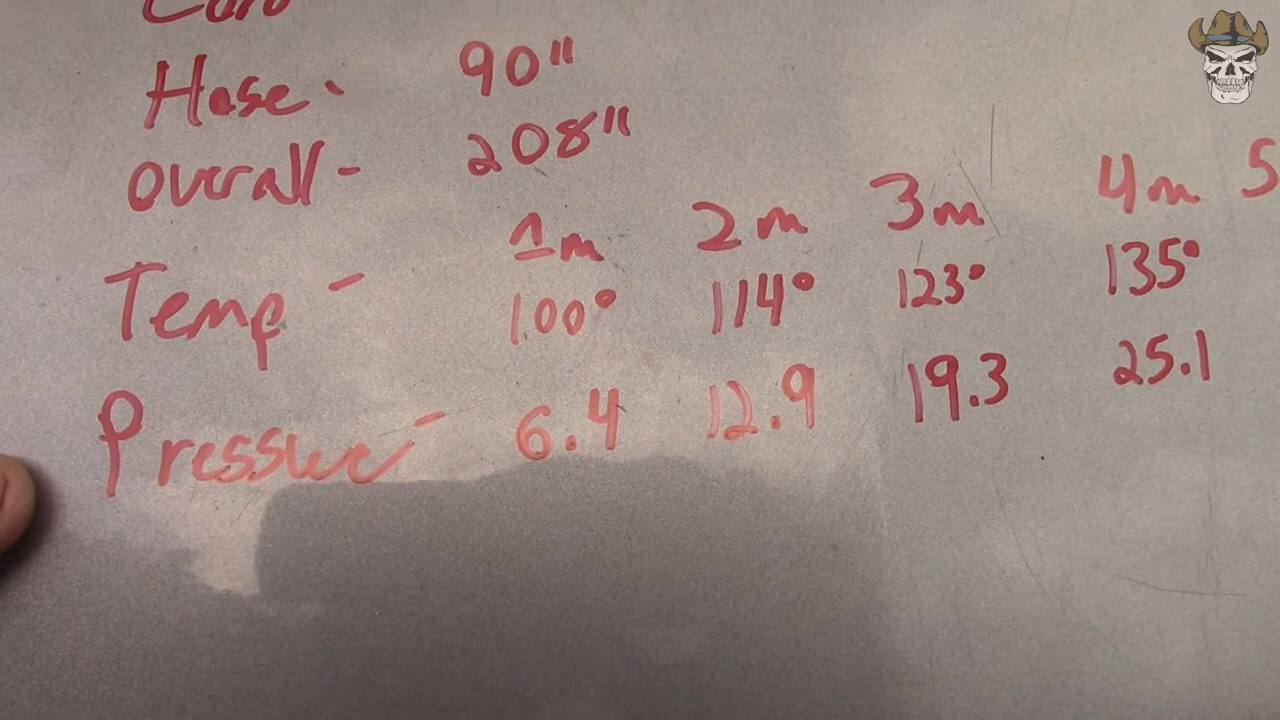 Cord
Hose- 90"
Overall- 208"
1m 2m 3m 4m 5
Temp - 100° 114° 123° 135°
Pressure - 6.4 12.9 19.3 25.1